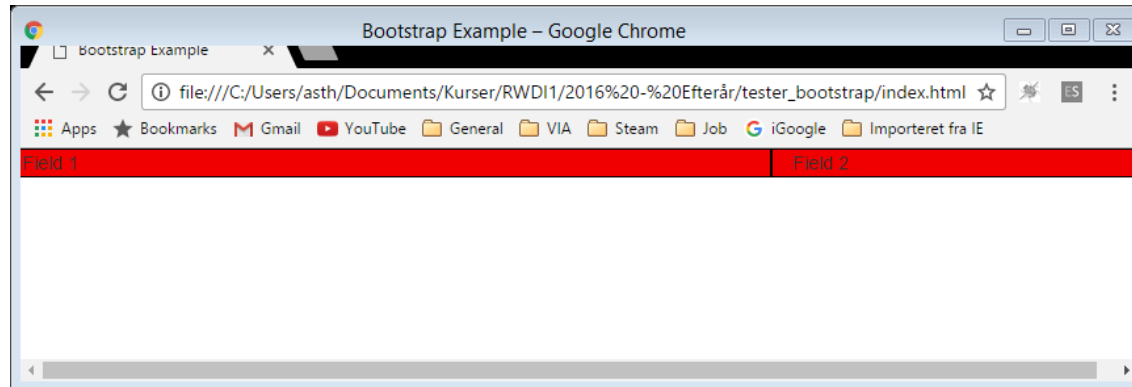 Bootstrap Example – Google Chrome
Bootstrap Example
file:///C:/Users/asth/Documents/Kurser/RWDI1/2016%20-%20Efterår/tester_bootstrap/index.html
ES
Apps Bookmarks Gmail YouTube General VIA Steam Job G iGoogle Importeret fra IE
Field 1 Field 2